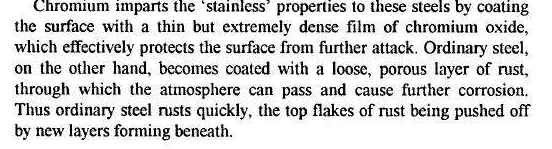 Chromium imparts the ‘stainless’ properties to these steels by coating
the surface with a thin but extremely dense film of chromium oxide,
which effectively protects the surface from further attack. Ordinary steel,
on the other hand, becomes coated with a loose, porous layer of rust,
through which the atmosphere can pass and cause further corrosion.
Thus ordinary steel rusts quickly, the top flakes of rust being pushed off
by new layers forming beneath.